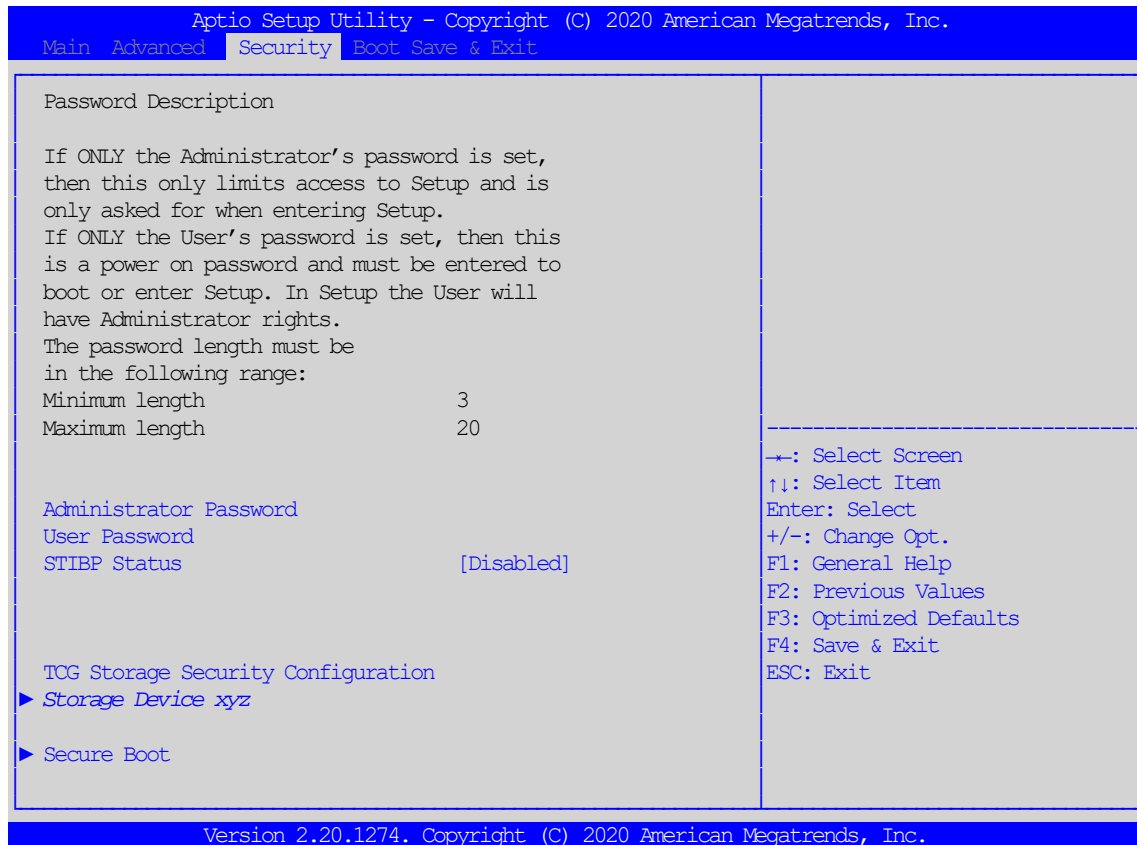 Aptio Setup Utility – Copyright (C) 2020 American Megatrends, Inc.
Main Advanced Security Boot Save & Exit
Password Description
If ONLY the Administrator's password is set,
then this only limits access to Setup and is
only asked for when entering Setup.
If ONLY the User's password is set, then this
is a power on password and must be entered to
boot or enter Setup. In Setup the User will
have Administrator rights.
The password length must be
in the following range:
Minimum length 3
Maximum length 20
Administrator Password
User Password
STIBP Status [Disabled]
TCG Storage Security Configuration
► Storage Device xyz
► Secure Boot
→←: Select Screen
↑↓: Select Item
Enter: Select
+/-: Change Opt.
F1: General Help
F2: Previous Values
F3: Optimized Defaults
F4: Save & Exit
ESC: Exit
Version 2.20.1274. Copyright (C) 2020 American Megatrends, Inc.